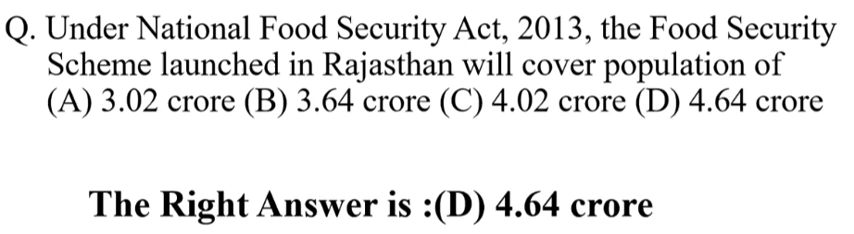 Q. Under National Food Security Act, 2013, the Food Security
Scheme launched in Rajasthan will cover population of
(A) 3.02 crore (B) 3.64 crore (C) 4.02 crore (D) 4.64 crore
The Right Answer is :(D) 4.64 crore